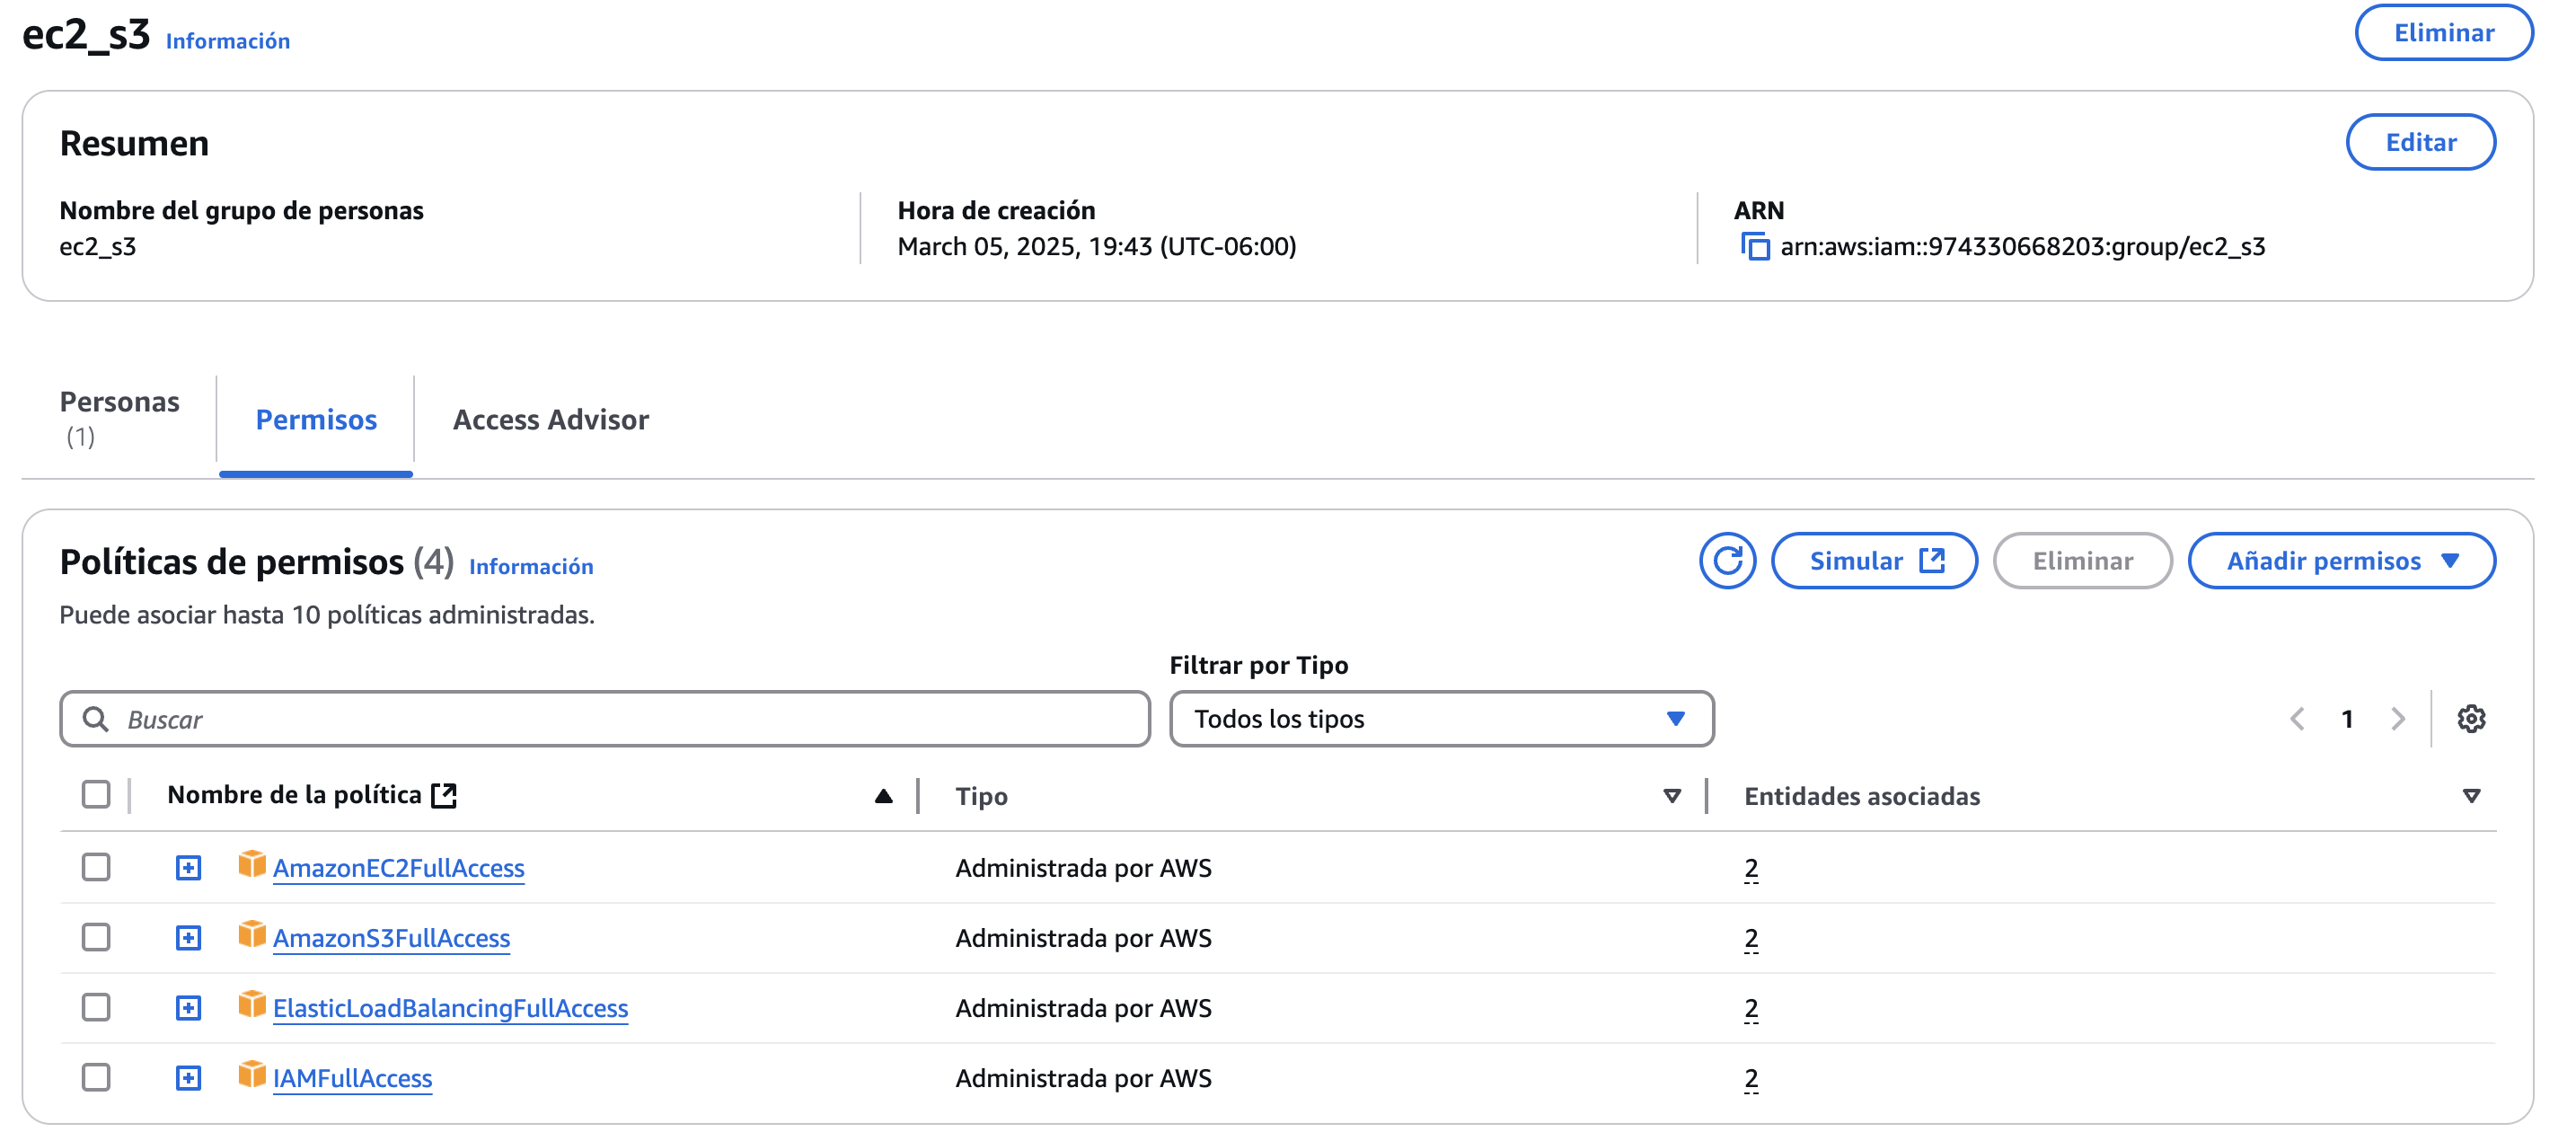 ec2_s3 Información
Eliminar
Resumen
Editar
Nombre del grupo de personas
ec2_s3
Hora de creación
March 05, 2025, 19:43 (UTC-06:00)
ARN
arn:aws:iam::974330668203:group/ec2_s3
Personas
(1)
Permisos
Access Advisor
Políticas de permisos (4) Información
Simular
Eliminar
Añadir permisos
Puede asociar hasta 10 políticas administradas.
Filtrar por Tipo
Buscar
Todos los tipos
1
Nombre de la política
Tipo
Entidades asociadas
AmazonEC2FullAccess Administrada por AWS 2
AmazonS3FullAccess Administrada por AWS 2
ElasticLoadBalancingFullAccess Administrada por AWS 2
IAMFullAccess Administrada por AWS 2